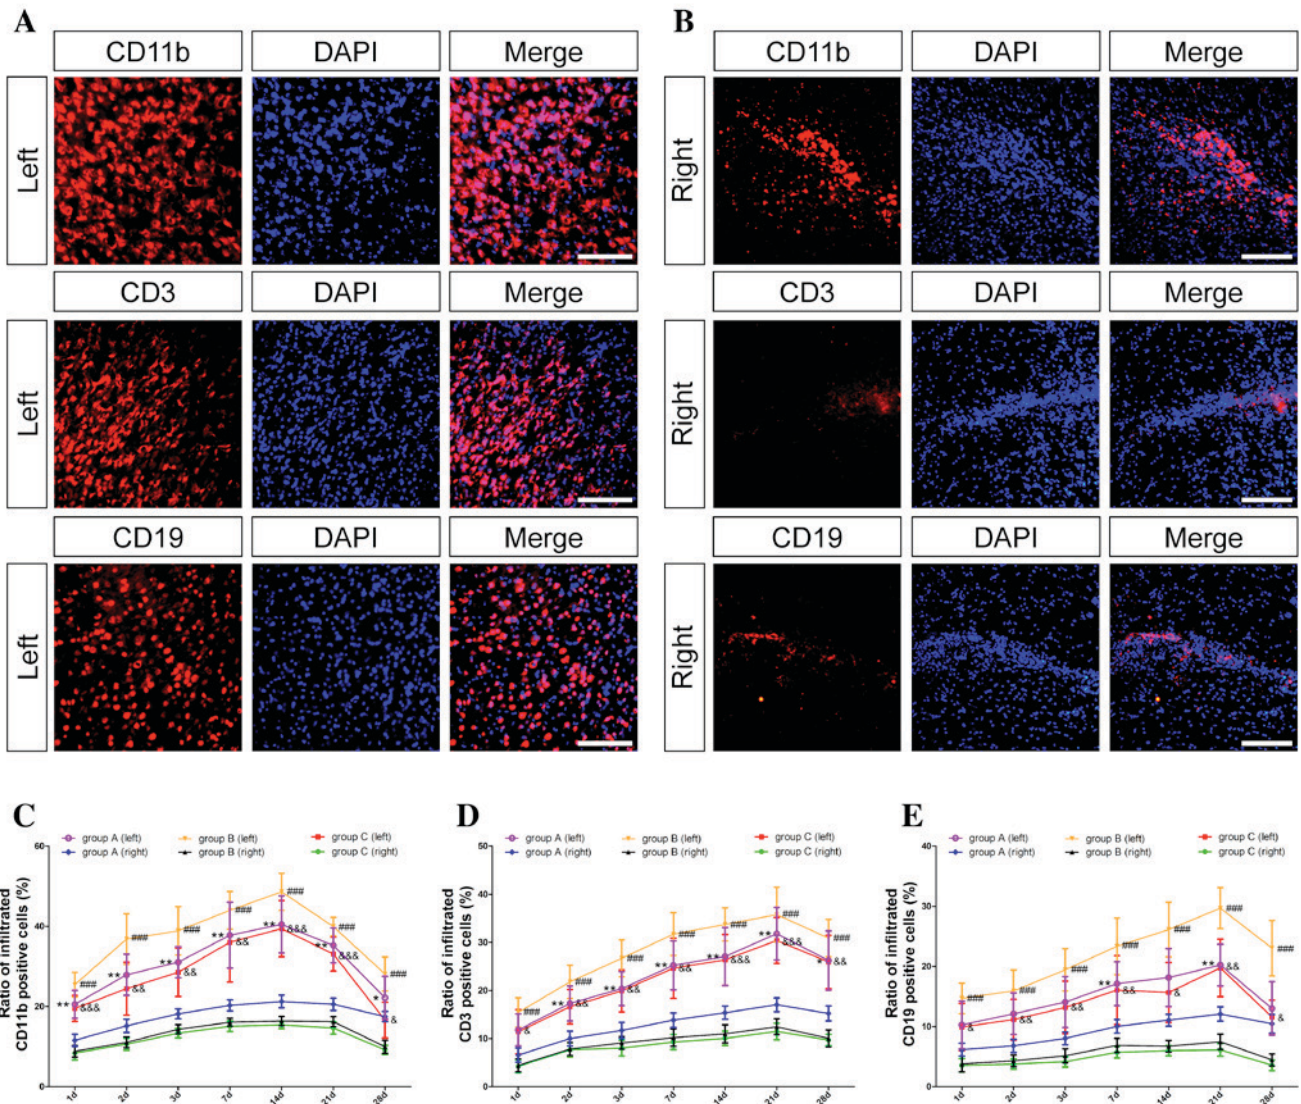 A
B
CD11b DAPI Merge
CD11b DAPI Merge
Left
Right
CD3 DAPI Merge
CD3 DAPI Merge
Left
Right
CD19 DAPI Merge
CD19 DAPI Merge
Left
Right
C
group A (left) group B (left) group C (left)
group A (right) group B (right) group C (right)
Ratio of infiltrated
CD11b positive cells (%)
60
40
20
0
** ** ** ** ** ** *
### ### ### ### ### ### ###
&&& && && && &&& &&& &
1d 2d 3d 7d 14d 21d 28d
D
group A (left) group B (left) group C (left)
group A (right) group B (right) group C (right)
Ratio of infiltrated
CD3 positive cells (%)
50
40
30
20
10
0
** ** ** ** ** *
### ### ### ### ### ### ###
& && && && &&& &&& &&
1d 2d 3d 7d 14d 21d 28d
E
group A (left) group B (left) group C (left)
group A (right) group B (right) group C (right)
Ratio of infiltrated
CD19 positive cells (%)
40
30
20
10
0
** **
### ### ### ### ### ### ###
& && && && & && &
1d 2d 3d 7d 14d 21d 28d